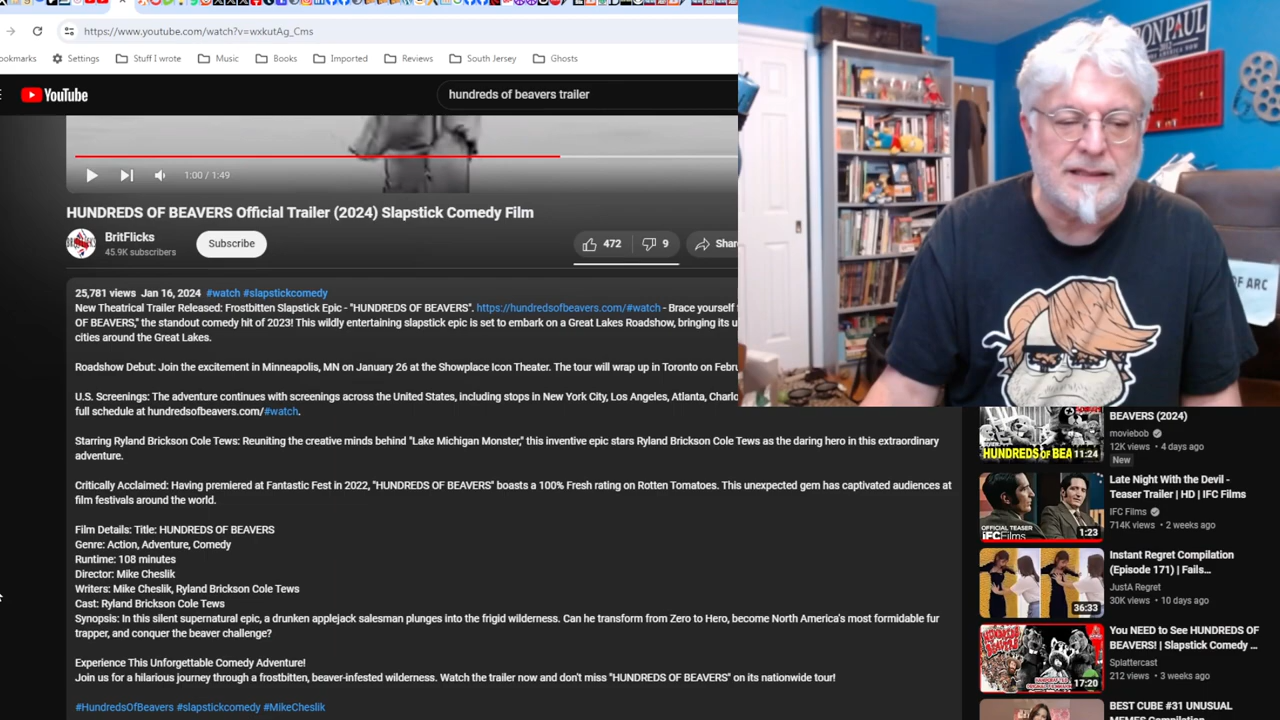 https://www.youtube.com/watch?v=wxkutAg_Cms
ookmarks Settings Stuff I wrote Music Books Imported Reviews South Jersey Ghosts
YouTube
hundreds of beavers trailer
1:00 / 1:49
HUNDREDS OF BEAVERS Official Trailer (2024) Slapstick Comedy Film
BritFlicks
45.9K subscribers
Subscribe
472
9
Shar
25,781 views Jan 16, 2024 #watch #slapstickcomedy
New Theatrical Trailer Released: Frostbitten Slapstick Epic - "HUNDREDS OF BEAVERS". https://hundredsofbeavers.com/#watch - Brace yourself f
OF BEAVERS," the standout comedy hit of 2023! This wildly entertaining slapstick epic is set to embark on a Great Lakes Roadshow, bringing its u
cities around the Great Lakes.
Roadshow Debut: Join the excitement in Minneapolis, MN on January 26 at the Showplace Icon Theater. The tour will wrap up in Toronto on Febru
U.S. Screenings: The adventure continues with screenings across the United States, including stops in New York City, Los Angeles, Atlanta, Charlo
full schedule at hundredsofbeavers.com/#watch.
Starring Ryland Brickson Cole Tews: Reuniting the creative minds behind "Lake Michigan Monster," this inventive epic stars Ryland Brickson Cole Tews as the daring hero in this extraordinary
adventure.
Critically Acclaimed: Having premiered at Fantastic Fest in 2022, "HUNDREDS OF BEAVERS" boasts a 100% Fresh rating on Rotten Tomatoes. This unexpected gem has captivated audiences at
film festivals around the world.
Film Details: Title: HUNDREDS OF BEAVERS
Genre: Action, Adventure, Comedy
Runtime: 108 minutes
Director: Mike Cheslik
Writers: Mike Cheslik, Ryland Brickson Cole Tews
Cast: Ryland Brickson Cole Tews
Synopsis: In this silent supernatural epic, a drunken applejack salesman plunges into the frigid wilderness. Can he transform from Zero to Hero, become North America's most formidable fur
trapper, and conquer the beaver challenge?
Experience This Unforgettable Comedy Adventure!
Join us for a hilarious journey through a frostbitten, beaver-infested wilderness. Watch the trailer now and don't miss "HUNDREDS OF BEAVERS" on its nationwide tour!
#HundredsOfBeavers #slapstickcomedy #MikeCheslik
ON PAUL
2012
OF ARC
BEAVERS (2024)
moviebob
12K views • 4 days ago
New
HUNDREDS OF BEA
11:24
Late Night With the Devil -
Teaser Trailer | HD | IFC Films
IFC Films
714K views • 2 weeks ago
OFFICIAL TEASER
IFC Films
1:23
Instant Regret Compilation
(Episode 171) | Fails...
JustA Regret
30K views • 10 days ago
36:33
You NEED to See HUNDREDS OF
BEAVERS! | Slapstick Comedy ...
Splattercast
212 views • 3 weeks ago
17:20
BEST CUBE #31 UNUSUAL
MEMES Compilation